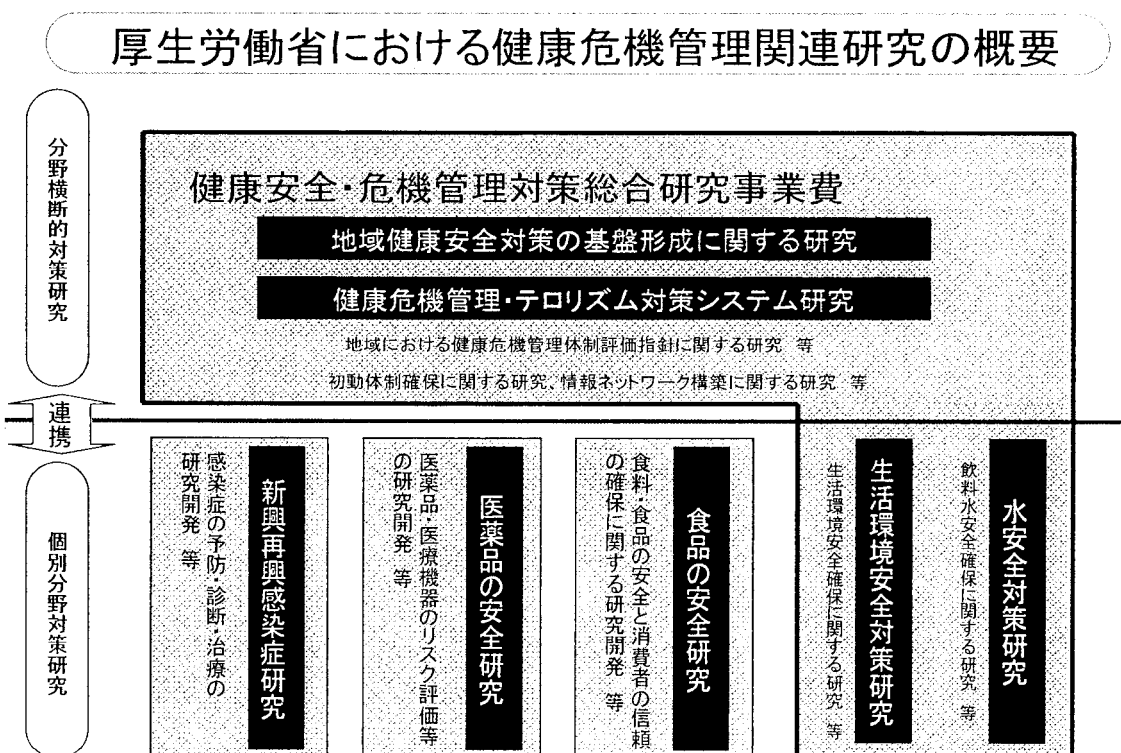 厚生労働省における健康危機管理関連研究の概要
分野横断的対策研究
健康安全・危機管理対策総合研究事業費
地域健康安全対策の基盤形成に関する研究
健康危機管理・テロリズム対策システム研究
地域における健康危機管理体制評価指針に関する研究 等
初動体制確保に関する研究、情報ネットワーク構築に関する研究 等
連携
個別分野対策研究
新興再興感染症研究
感染症の予防・診断・治療の
研究開発 等
医薬品の安全研究
医薬品・医療機器のリスク評価等
の研究開発 等
食品の安全研究
食料・食品の安全と消費者の信頼
の確保に関する研究開発 等
生活環境安全対策研究
生活環境安全確保に関する研究 等
水安全対策研究
飲料水安全確保に関する研究 等